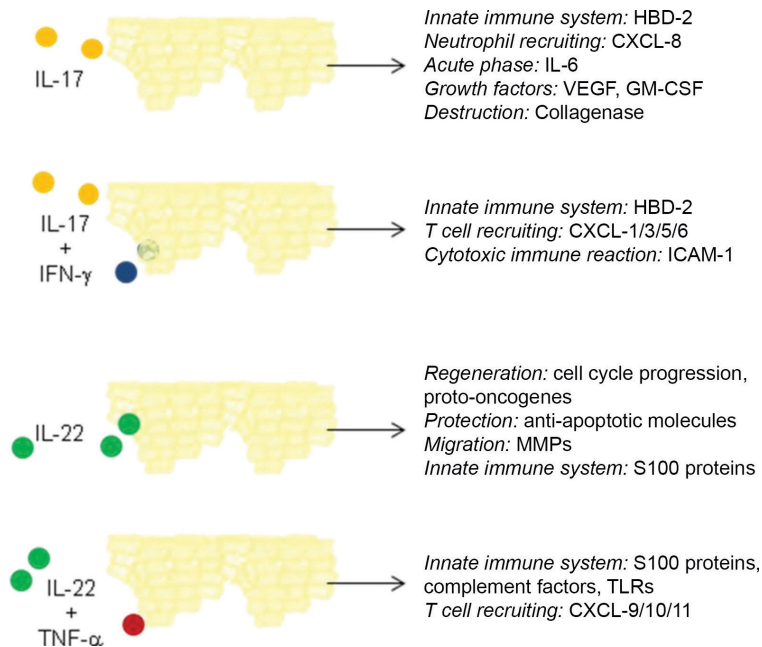 IL-17
Innate immune system: HBD-2
Neutrophil recruiting: CXCL-8
Acute phase: IL-6
Growth factors: VEGF, GM-CSF
Destruction: Collagenase
IL-17
+
IFN-γ
Innate immune system: HBD-2
T cell recruiting: CXCL-1/3/5/6
Cytotoxic immune reaction: ICAM-1
IL-22
Regeneration: cell cycle progression,
proto-oncogenes
Protection: anti-apoptotic molecules
Migration: MMPs
Innate immune system: S100 proteins
IL-22
+
TNF-α
Innate immune system: S100 proteins,
complement factors, TLRs
T cell recruiting: CXCL-9/10/11